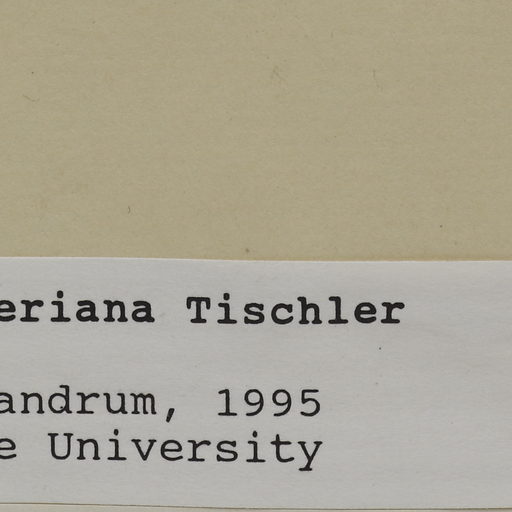 eriana Tischler
andrum, 1995
e University